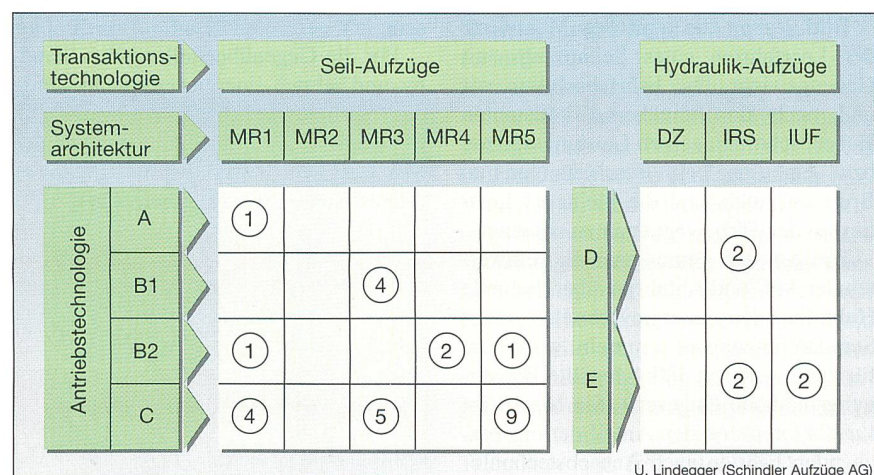 Transaktions-
technologie
Seil-Aufzüge
Hydraulik-Aufzüge
System-
architektur
MR1 MR2 MR3 MR4 MR5
DZ IRS IUF
Antriebstechnologie
A
1
B1
4
B2
1 2 1
C
4 5 9
D
2
E
2 2
U. Lindegger (Schindler Aufzüge AG)